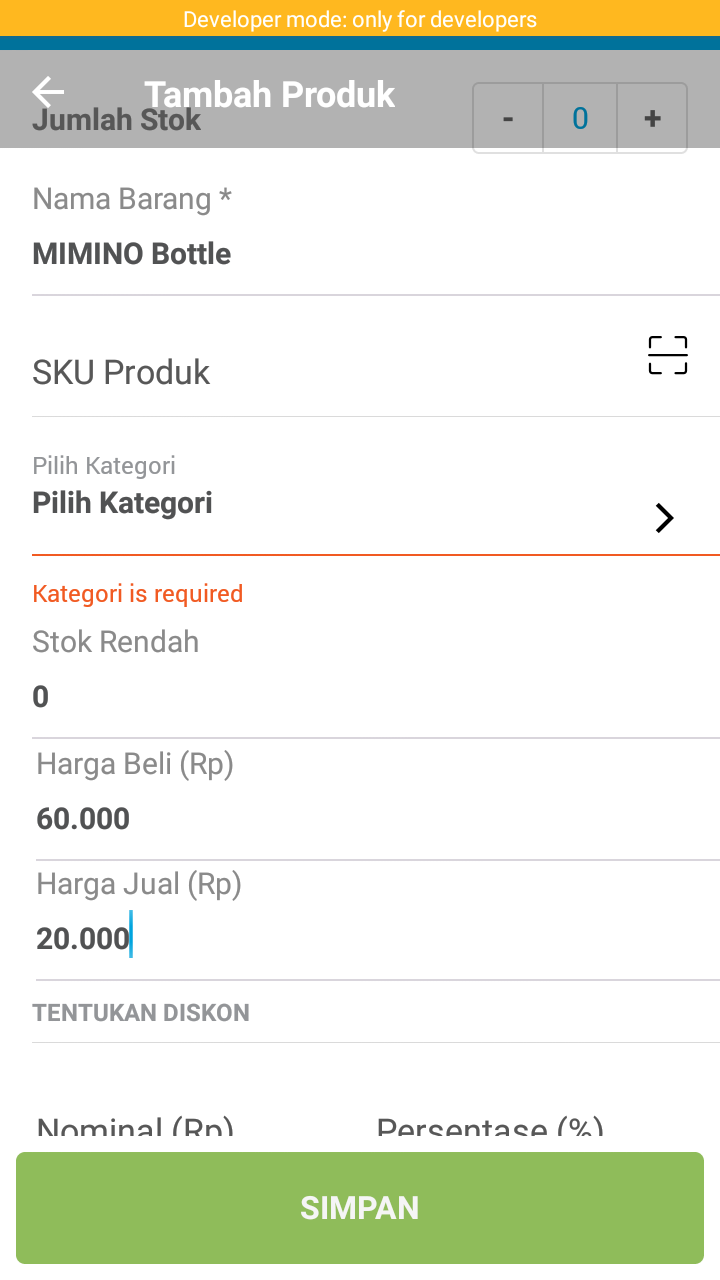 Developer mode: only for developers
Tambah Produk
Jumlah Stok
- 0 +
Nama Barang *
MIMINO Bottle
SKU Produk
Pilih Kategori
Pilih Kategori
Kategori is required
Stok Rendah
0
Harga Beli (Rp)
60.000
Harga Jual (Rp)
20.000
TENTUKAN DISKON
Nominal (Rp) Persentase (%)
SIMPAN